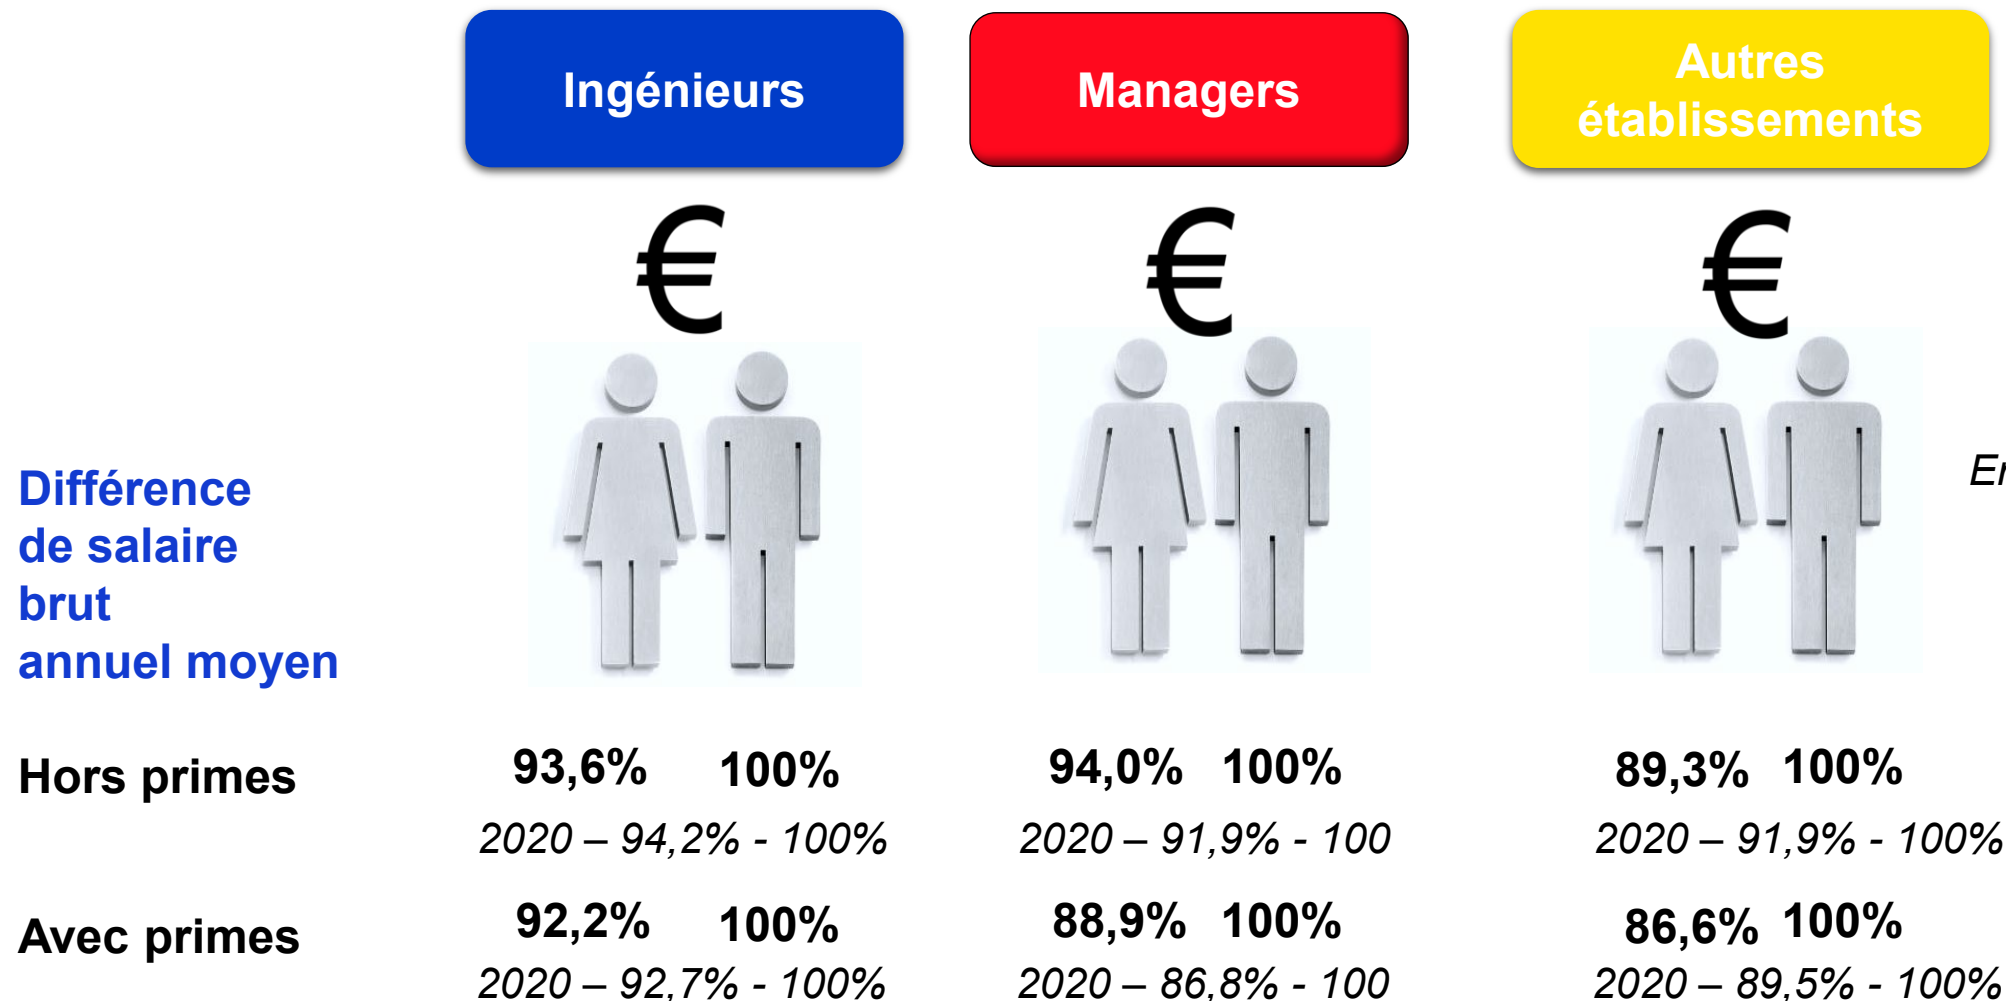 Ingénieurs
Managers
Autres
établissements
€
€
€
Différence
de salaire
brut
annuel moyen
Hors primes
93,6% 100%
94,0% 100%
89,3% 100%
2020 – 94,2% - 100%
2020 – 91,9% - 100
2020 – 91,9% - 100%
Avec primes
92,2% 100%
88,9% 100%
86,6% 100%
2020 – 92,7% - 100%
2020 – 86,8% - 100
2020 – 89,5% - 100%